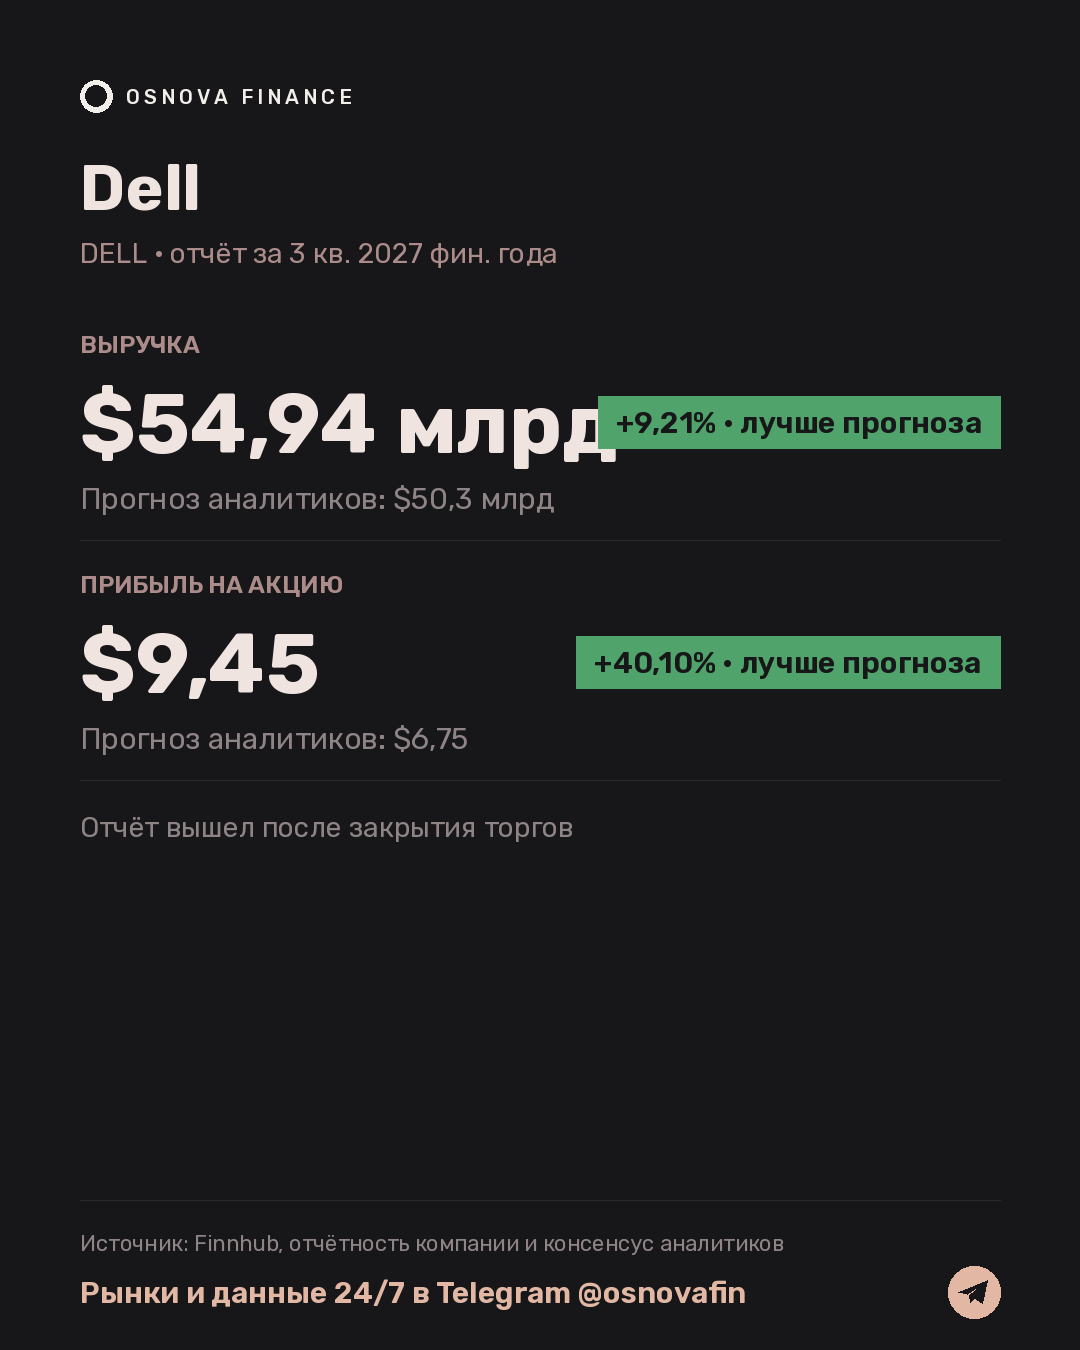 OSNOVA FINANCE
Dell
DELL • отчёт за 3 кв. 2027 фин. года
ВЫРУЧКА
$54,94 млрд +9,21% • лучше прогноза
Прогноз аналитиков: $50,3 млрд
ПРИБЫЛЬ НА АКЦИЮ
$9,45 +40,10% • лучше прогноза
Прогноз аналитиков: $6,75
Отчёт вышел после закрытия торгов
Источник: Finnhub, отчётность компании и консенсус аналитиков
Рынки и данные 24/7 в Telegram @osnovafin